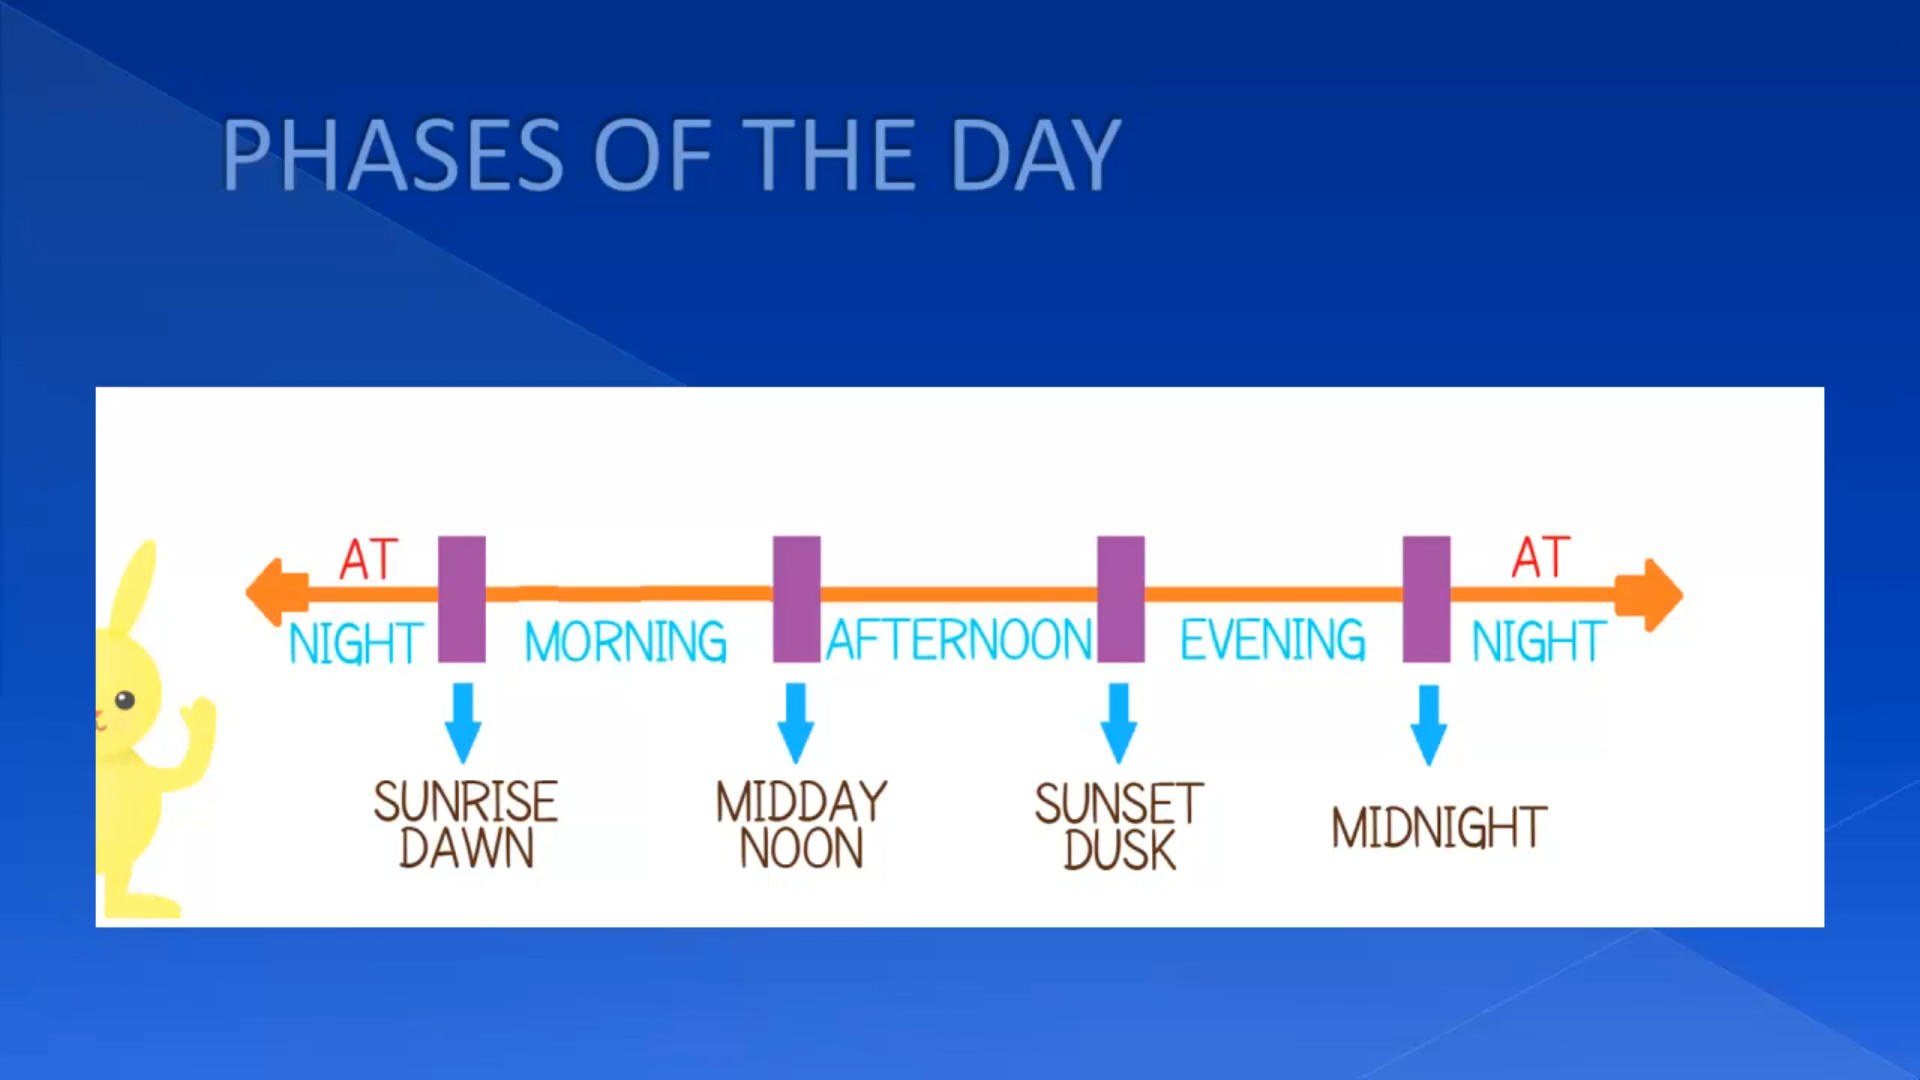 PHASES OF THE DAY
AT AT
NIGHT MORNING AFTERNOON EVENING NIGHT
SUNRISE
DAWN
MIDDAY
NOON
SUNSET
DUSK
MIDNIGHT